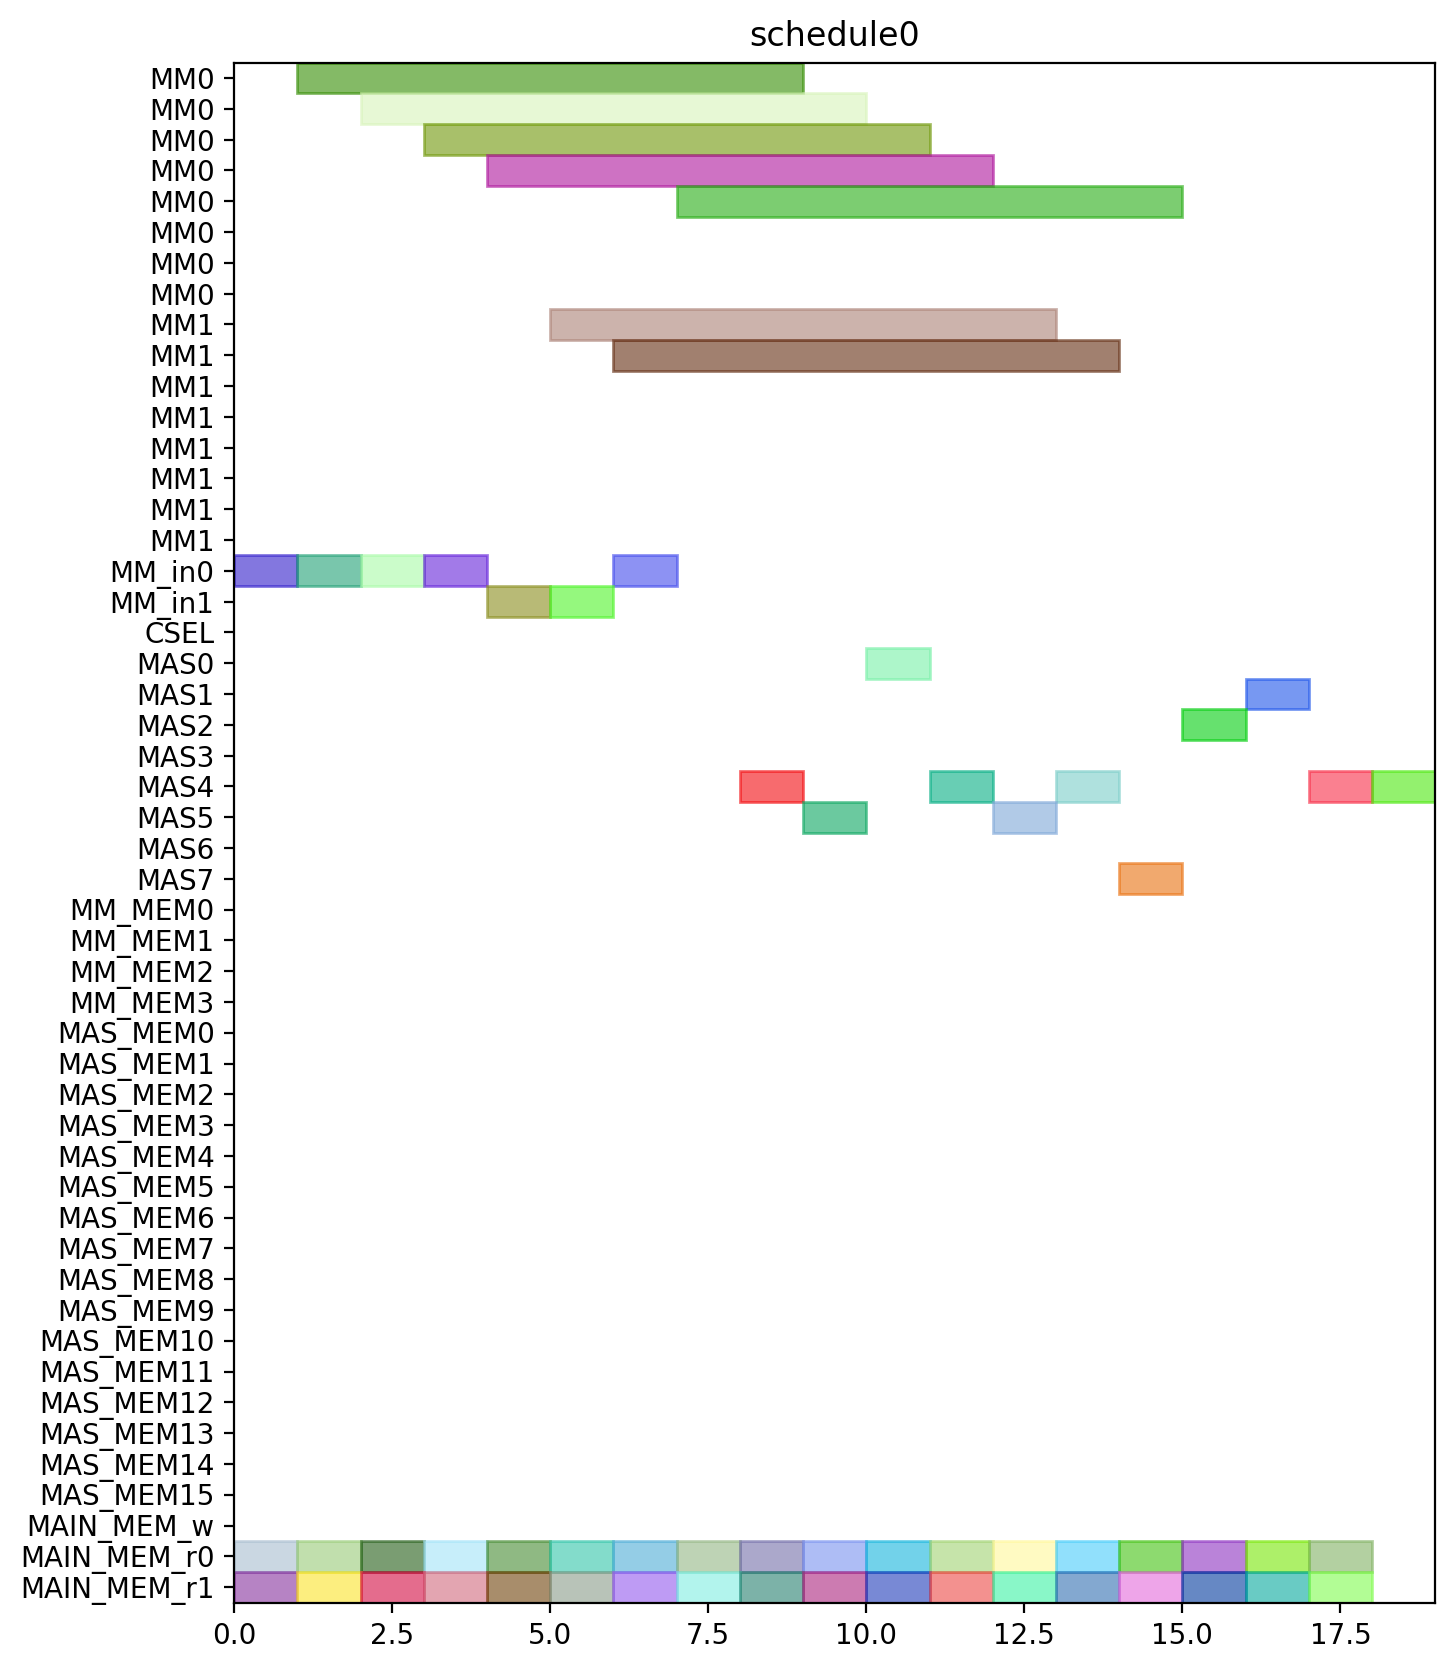 schedule0
MM0
MM0
MM0
MM0
MM0
MM0
MM0
MM0
MM1
MM1
MM1
MM1
MM1
MM1
MM1
MM1
MM_in0
MM_in1
CSEL
MAS0
MAS1
MAS2
MAS3
MAS4
MAS5
MAS6
MAS7
MM_MEM0
MM_MEM1
MM_MEM2
MM_MEM3
MAS_MEM0
MAS_MEM1
MAS_MEM2
MAS_MEM3
MAS_MEM4
MAS_MEM5
MAS_MEM6
MAS_MEM7
MAS_MEM8
MAS_MEM9
MAS_MEM10
MAS_MEM11
MAS_MEM12
MAS_MEM13
MAS_MEM14
MAS_MEM15
MAIN_MEM_w
MAIN_MEM_r0
MAIN_MEM_r1
0.0 2.5 5.0 7.5 10.0 12.5 15.0 17.5